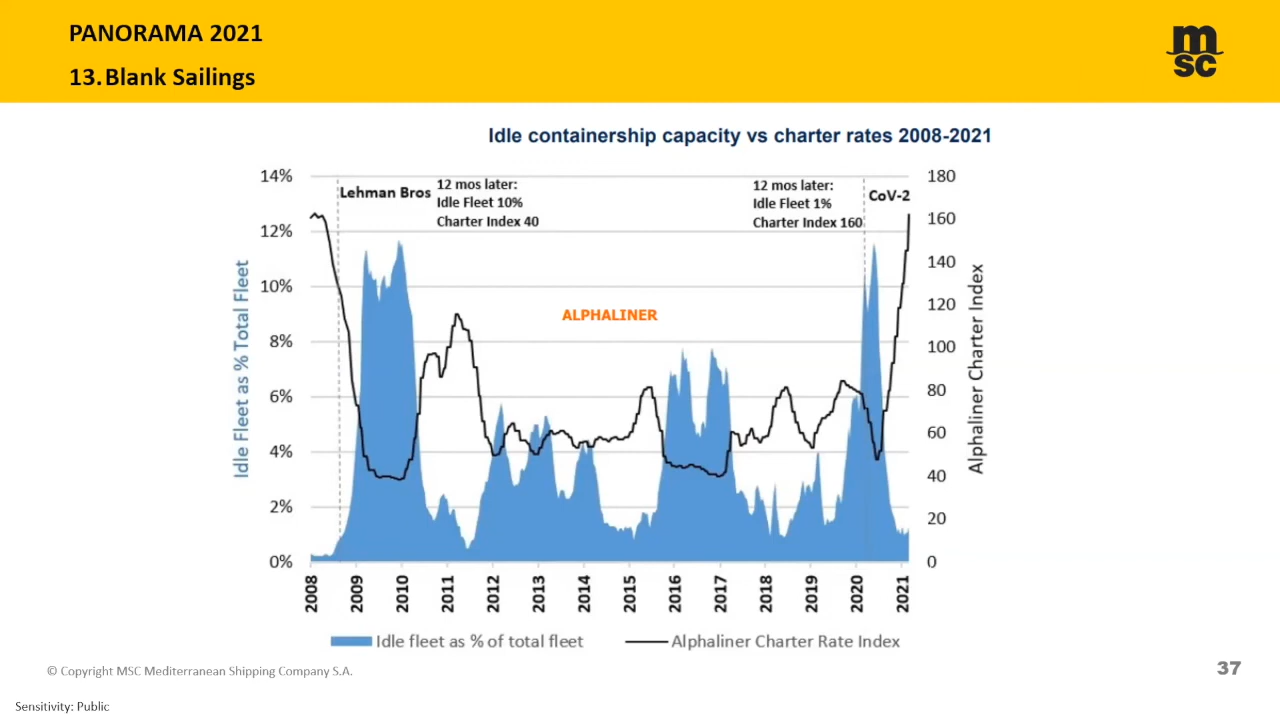 PANORAMA 2021
13. Blank Sailings
msc
Idle containership capacity vs charter rates 2008-2021
14%
12%
10%
8%
6%
4%
2%
0%
Idle Fleet as % Total Fleet
Lehman Bros
12 mos later:
Idle Fleet 10%
Charter Index 40
ALPHALINER
12 mos later:
Idle Fleet 1%
Charter Index 160
CoV-2
180
160
140
120
100
80
60
40
20
0
Alphaliner Charter Index
2008 2009 2010 2011 2012 2013 2014 2015 2016 2017 2018 2019 2020 2021
Idle fleet as % of total fleet
Alphaliner Charter Rate Index
© Copyright MSC Mediterranean Shipping Company S.A.
37
Sensitivity: Public